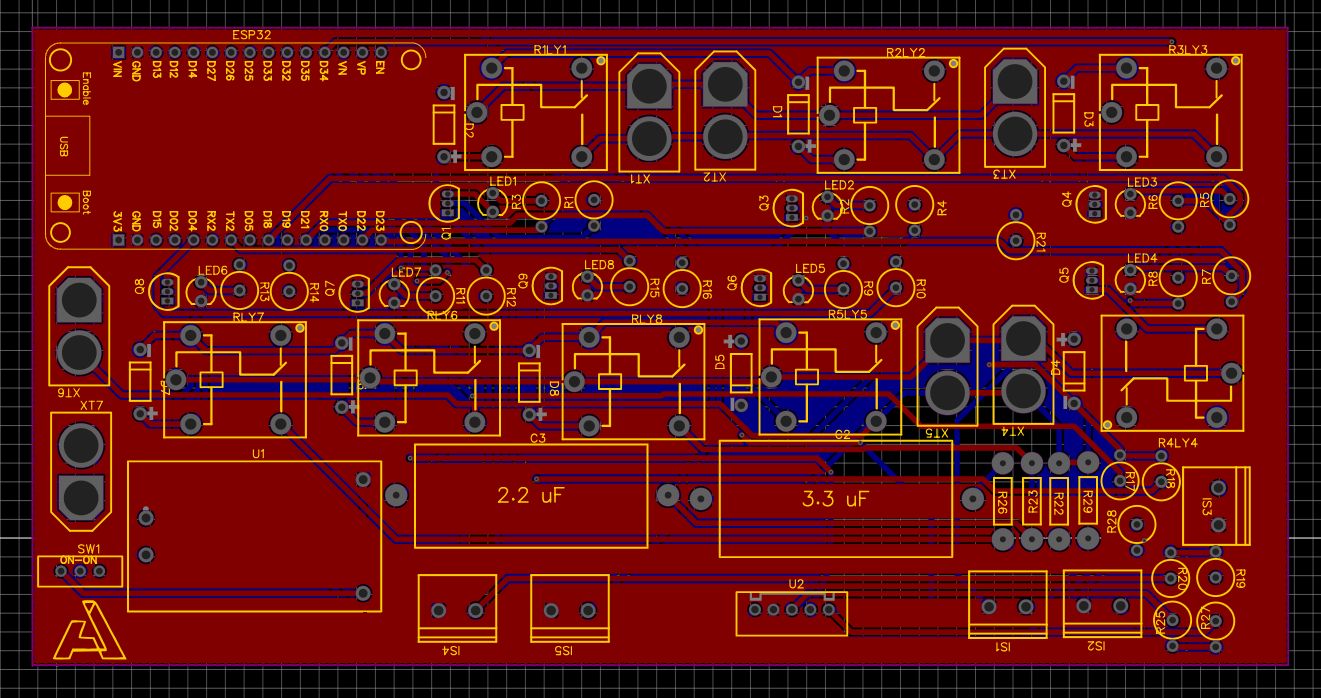 ESP32
VIN GND D13 D12 D14 D27 D26 D25 D33 D32 D35 D34 VN VP EN
Enable
USB
Boot
3V3 GND D15 D02 D04 RX2 TX2 D05 D18 D19 D21 RX0 TX0 D22 D23
R1LY1
R2LY2
R3LY3
D2
D1
D3
XT1
XT2
XT3
Q1
LED1
R3
R1
Q3
LED2
R2
R4
Q4
LED3
R6
R5
R21
Q8
LED6
R13
R14
Q7
LED7
R11
R12
Q9
LED8
R15
R16
Q6
LED5
R9
R10
Q5
LED4
R8
R7
XT6
RLY7
RLY6
RLY8
R5LY5
D8
D5
D4
XT5
XT4
R4LY4
XT7
U1
C3
2.2 uF
C2
3.3 uF
R26
R23
R22
R29
R17
R18
R28
IS3
SW1
ON-ON
IS4
IS5
U2
IS1
IS2
R20
R19
R25
R27